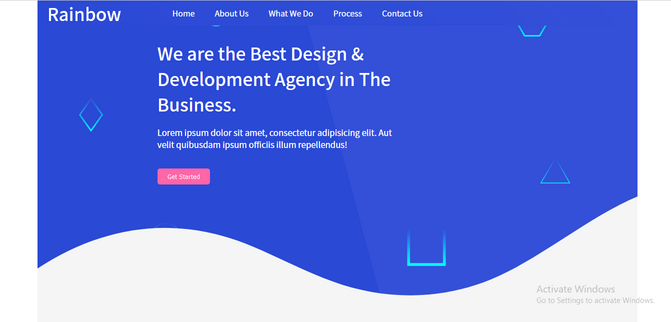 Rainbow
Home About Us What We Do Process Contact Us
We are the Best Design &
Development Agency in The
Business.
Lorem ipsum dolor sit amet, consectetur adipisicing elit. Aut
velit quibusdam ipsum officiis illum repellendus!
Get Started
Activate Windows
Go to Settings to activate Windows.